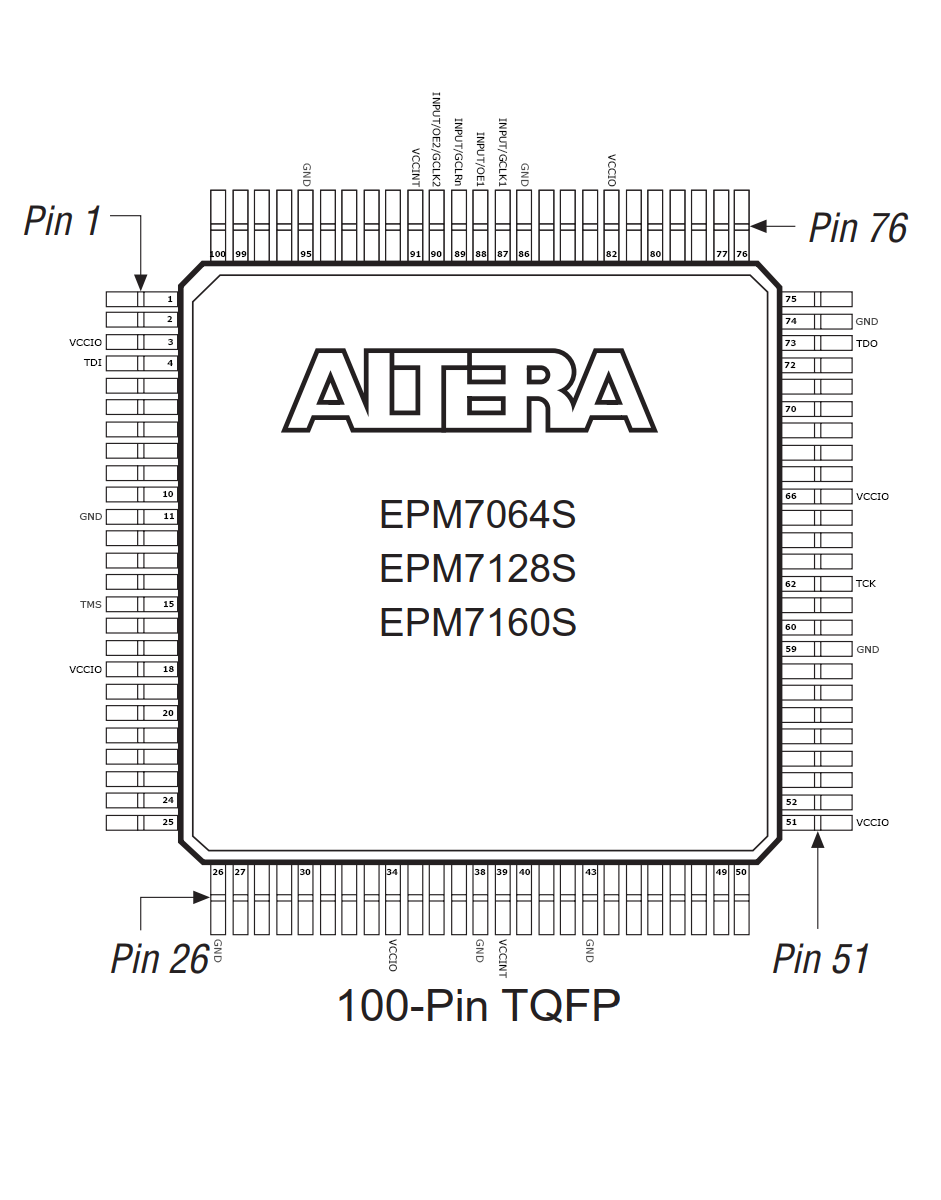 INPUT/OE2/GCLK2
INPUT/GCLRn
INPUT/OE1
INPUT/GCLK1
VCCINT
GND
GND
VCCIO
Pin 1
Pin 76
100 99 95 91 90 89 88 87 86 82 80 77 76
1 75
2 74 GND
VCCIO 3 73 TDO
TDI 4 72
ALTERA
70
10 66 VCCIO
GND 11
EPM7064S
EPM7128S
62 TCK
TMS 15
EPM7160S
60
59 GND
VCCIO 18
20
24 52
25 51 VCCIO
26 27 30 34 38 39 40 43 49 50
GND VCCIO GND VCCINT GND
Pin 26
Pin 51
100-Pin TQFP